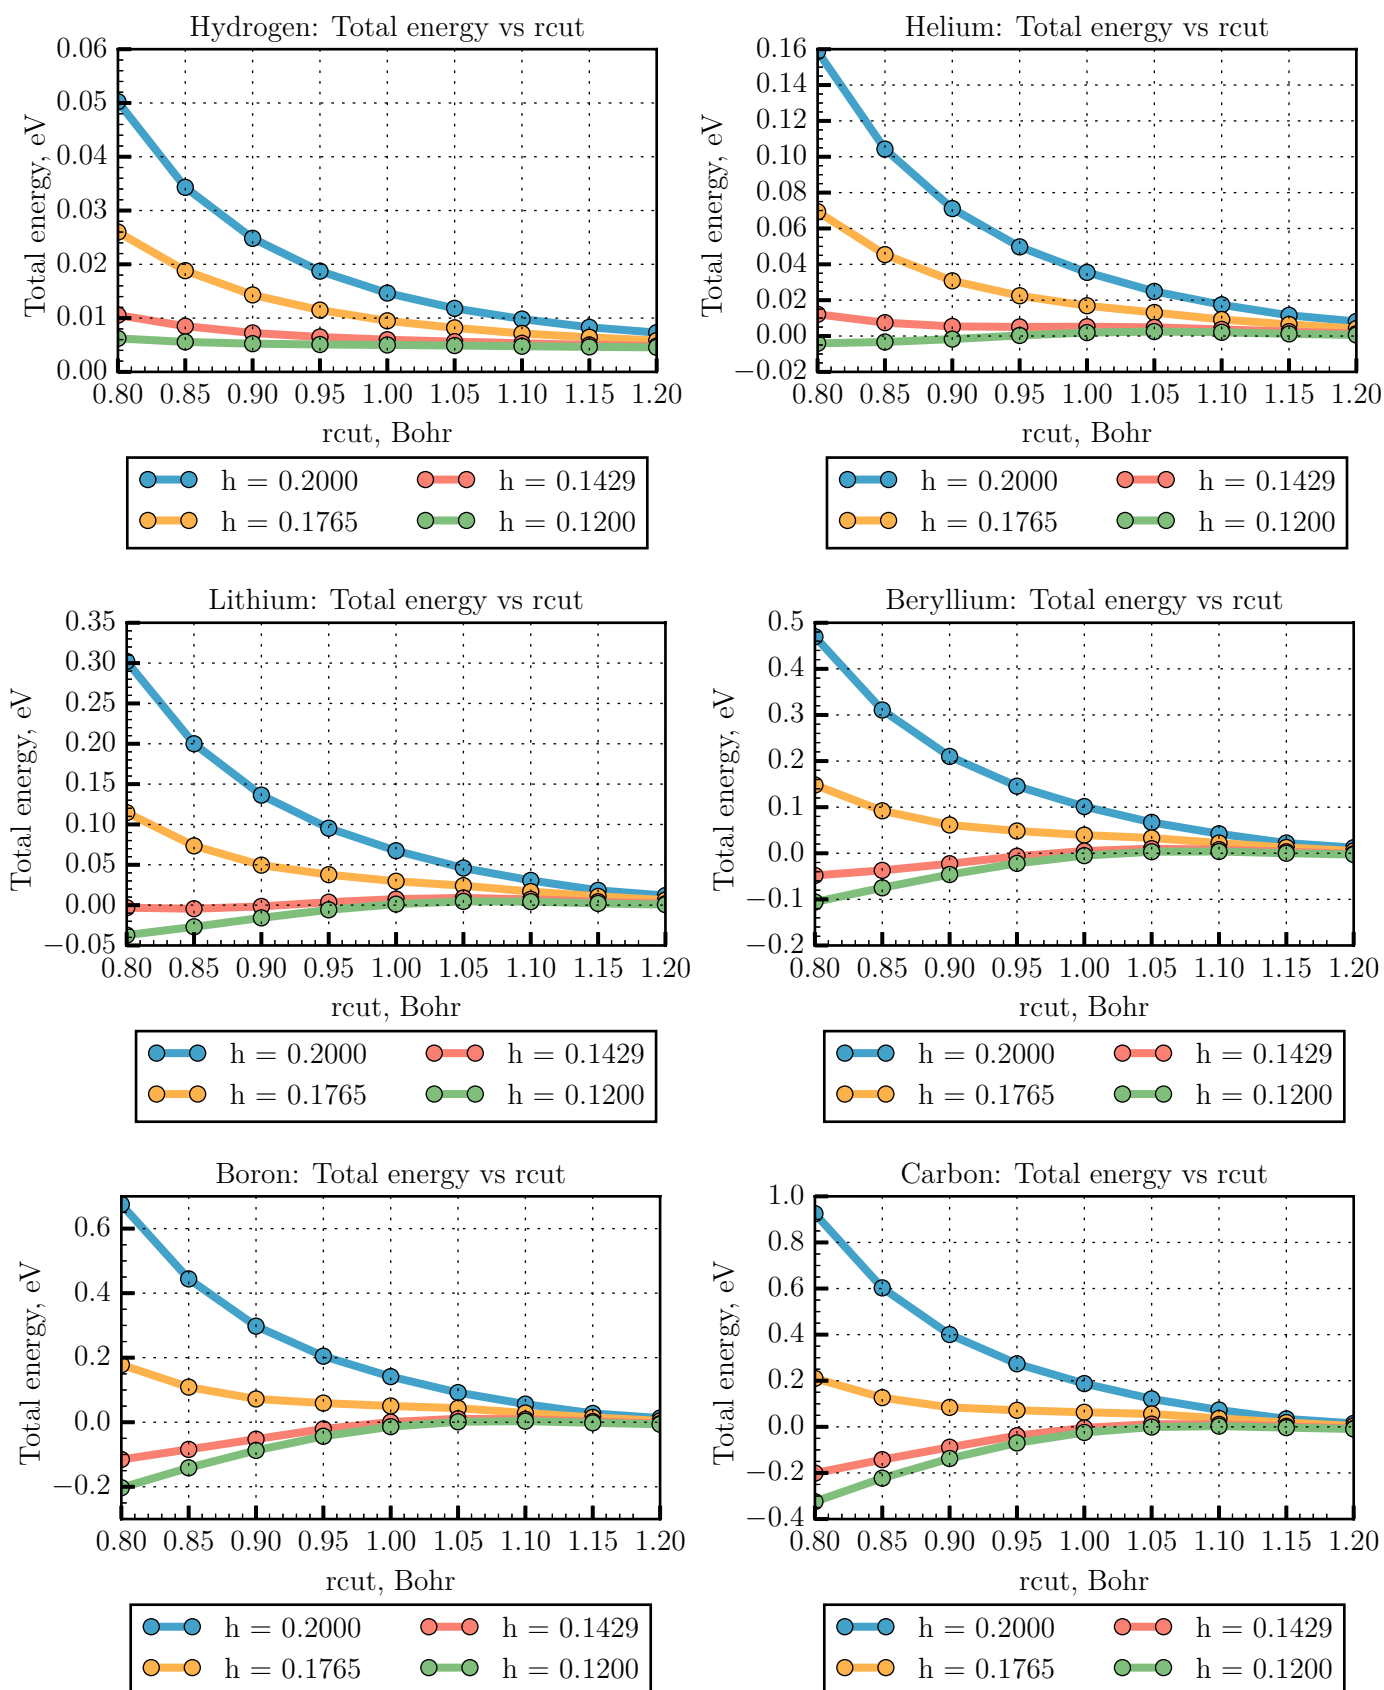 Hydrogen: Total energy vs rcut
Total energy, eV
0.06
0.05
0.04
0.03
0.02
0.01
0.00
0.80 0.85 0.90 0.95 1.00 1.05 1.10 1.15 1.20
rcut, Bohr
h = 0.2000 h = 0.1429
h = 0.1765 h = 0.1200
Helium: Total energy vs rcut
Total energy, eV
0.16
0.14
0.12
0.10
0.08
0.06
0.04
0.02
0.00
−0.02
0.80 0.85 0.90 0.95 1.00 1.05 1.10 1.15 1.20
rcut, Bohr
h = 0.2000 h = 0.1429
h = 0.1765 h = 0.1200
Lithium: Total energy vs rcut
Total energy, eV
0.35
0.30
0.25
0.20
0.15
0.10
0.05
0.00
−0.05
0.80 0.85 0.90 0.95 1.00 1.05 1.10 1.15 1.20
rcut, Bohr
h = 0.2000 h = 0.1429
h = 0.1765 h = 0.1200
Beryllium: Total energy vs rcut
Total energy, eV
0.5
0.4
0.3
0.2
0.1
0.0
−0.1
−0.2
0.80 0.85 0.90 0.95 1.00 1.05 1.10 1.15 1.20
rcut, Bohr
h = 0.2000 h = 0.1429
h = 0.1765 h = 0.1200
Boron: Total energy vs rcut
Total energy, eV
0.6
0.4
0.2
0.0
−0.2
0.80 0.85 0.90 0.95 1.00 1.05 1.10 1.15 1.20
rcut, Bohr
h = 0.2000 h = 0.1429
h = 0.1765 h = 0.1200
Carbon: Total energy vs rcut
Total energy, eV
1.0
0.8
0.6
0.4
0.2
0.0
−0.2
−0.4
0.80 0.85 0.90 0.95 1.00 1.05 1.10 1.15 1.20
rcut, Bohr
h = 0.2000 h = 0.1429
h = 0.1765 h = 0.1200